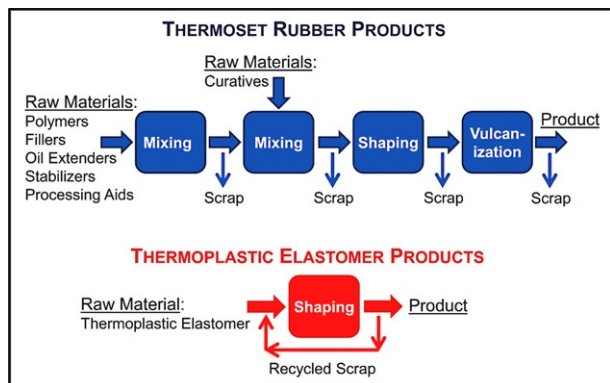 THERMOSET RUBBER PRODUCTS
Raw Materials:
Curatives
Raw Materials:
Polymers
Fillers
Oil Extenders
Stabilizers
Processing Aids
Mixing
Mixing
Shaping
Vulcan-
ization
Product
Scrap
Scrap
Scrap
Scrap
THERMOPLASTIC ELASTOMER PRODUCTS
Raw Material:
Thermoplastic Elastomer
Shaping
Product
Recycled Scrap